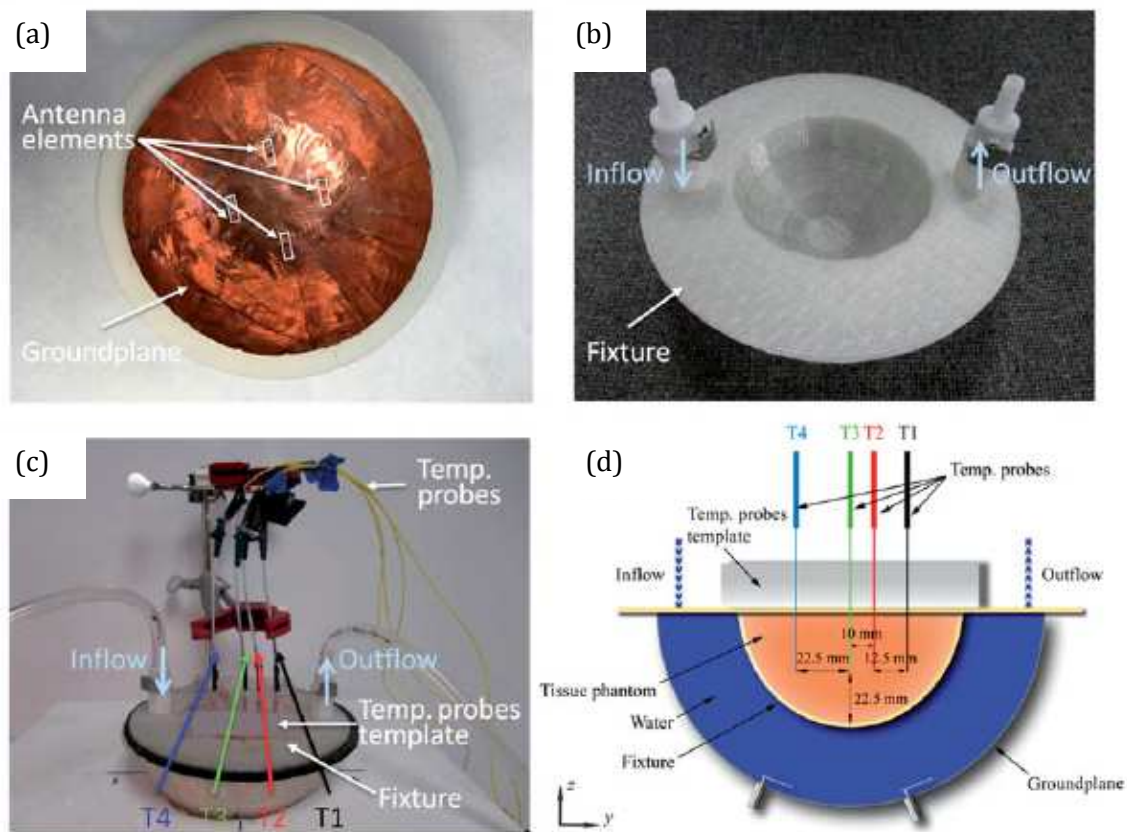 (a)
Antenna
elements
Groundplane
(b)
Inflow
Outflow
Fixture
(c)
Temp.
probes
Inflow
Outflow
Temp. probes
template
Fixture
T4
T3
T2
T1
(d)
T4
T3
T2
T1
Temp. probes
Temp. probes
template
Inflow
Outflow
10 mm
22.5 mm
12.5 mm
Tissue phantom
22.5 mm
Water
Fixture
Groundplane
z
y